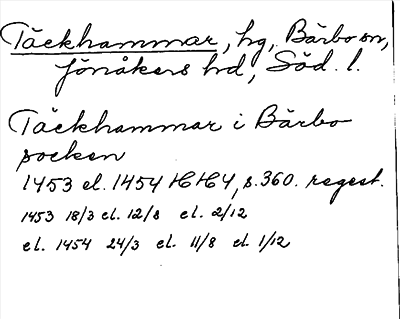 Täckhammar, hg, Bärbo sn,
Jönåkers hd, Söd. l.
Täckhammar i Bärbo
socken
1453 el. 1454 HH4, s. 360. regest.
1453 18/3 el. 12/8 el. 2/12
el. 1454 24/3 el. 11/8 el. 1/12